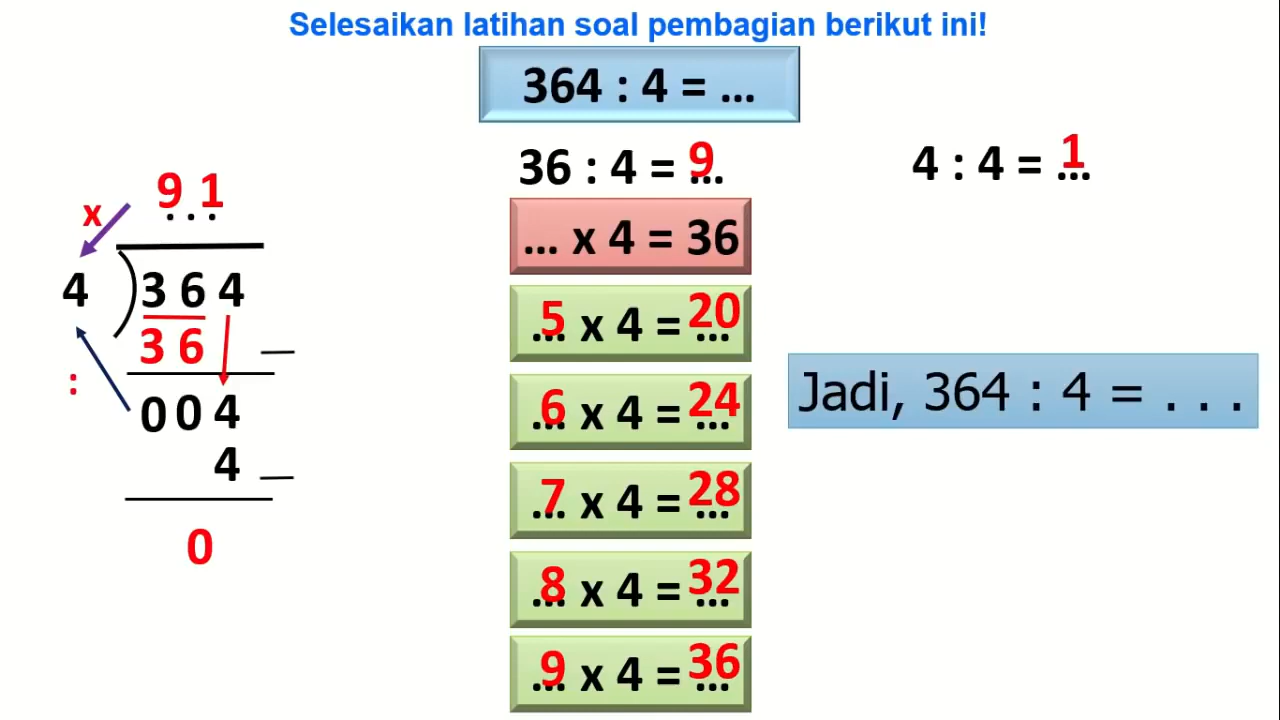 Selesaikan latihan soal pembagian berikut ini!
364 : 4 = ...
9 1
. . .
x
4
3 6 4
3 6 _
:
0 0 4
4 _
0
36 : 4 = ... 9
... x 4 = 36
... 5 x 4 = ... 20
... 6 x 4 = ... 24
... 7 x 4 = ... 28
... 8 x 4 = ... 32
... 9 x 4 = ... 36
4 : 4 = ... 1
Jadi, 364 : 4 = . . .